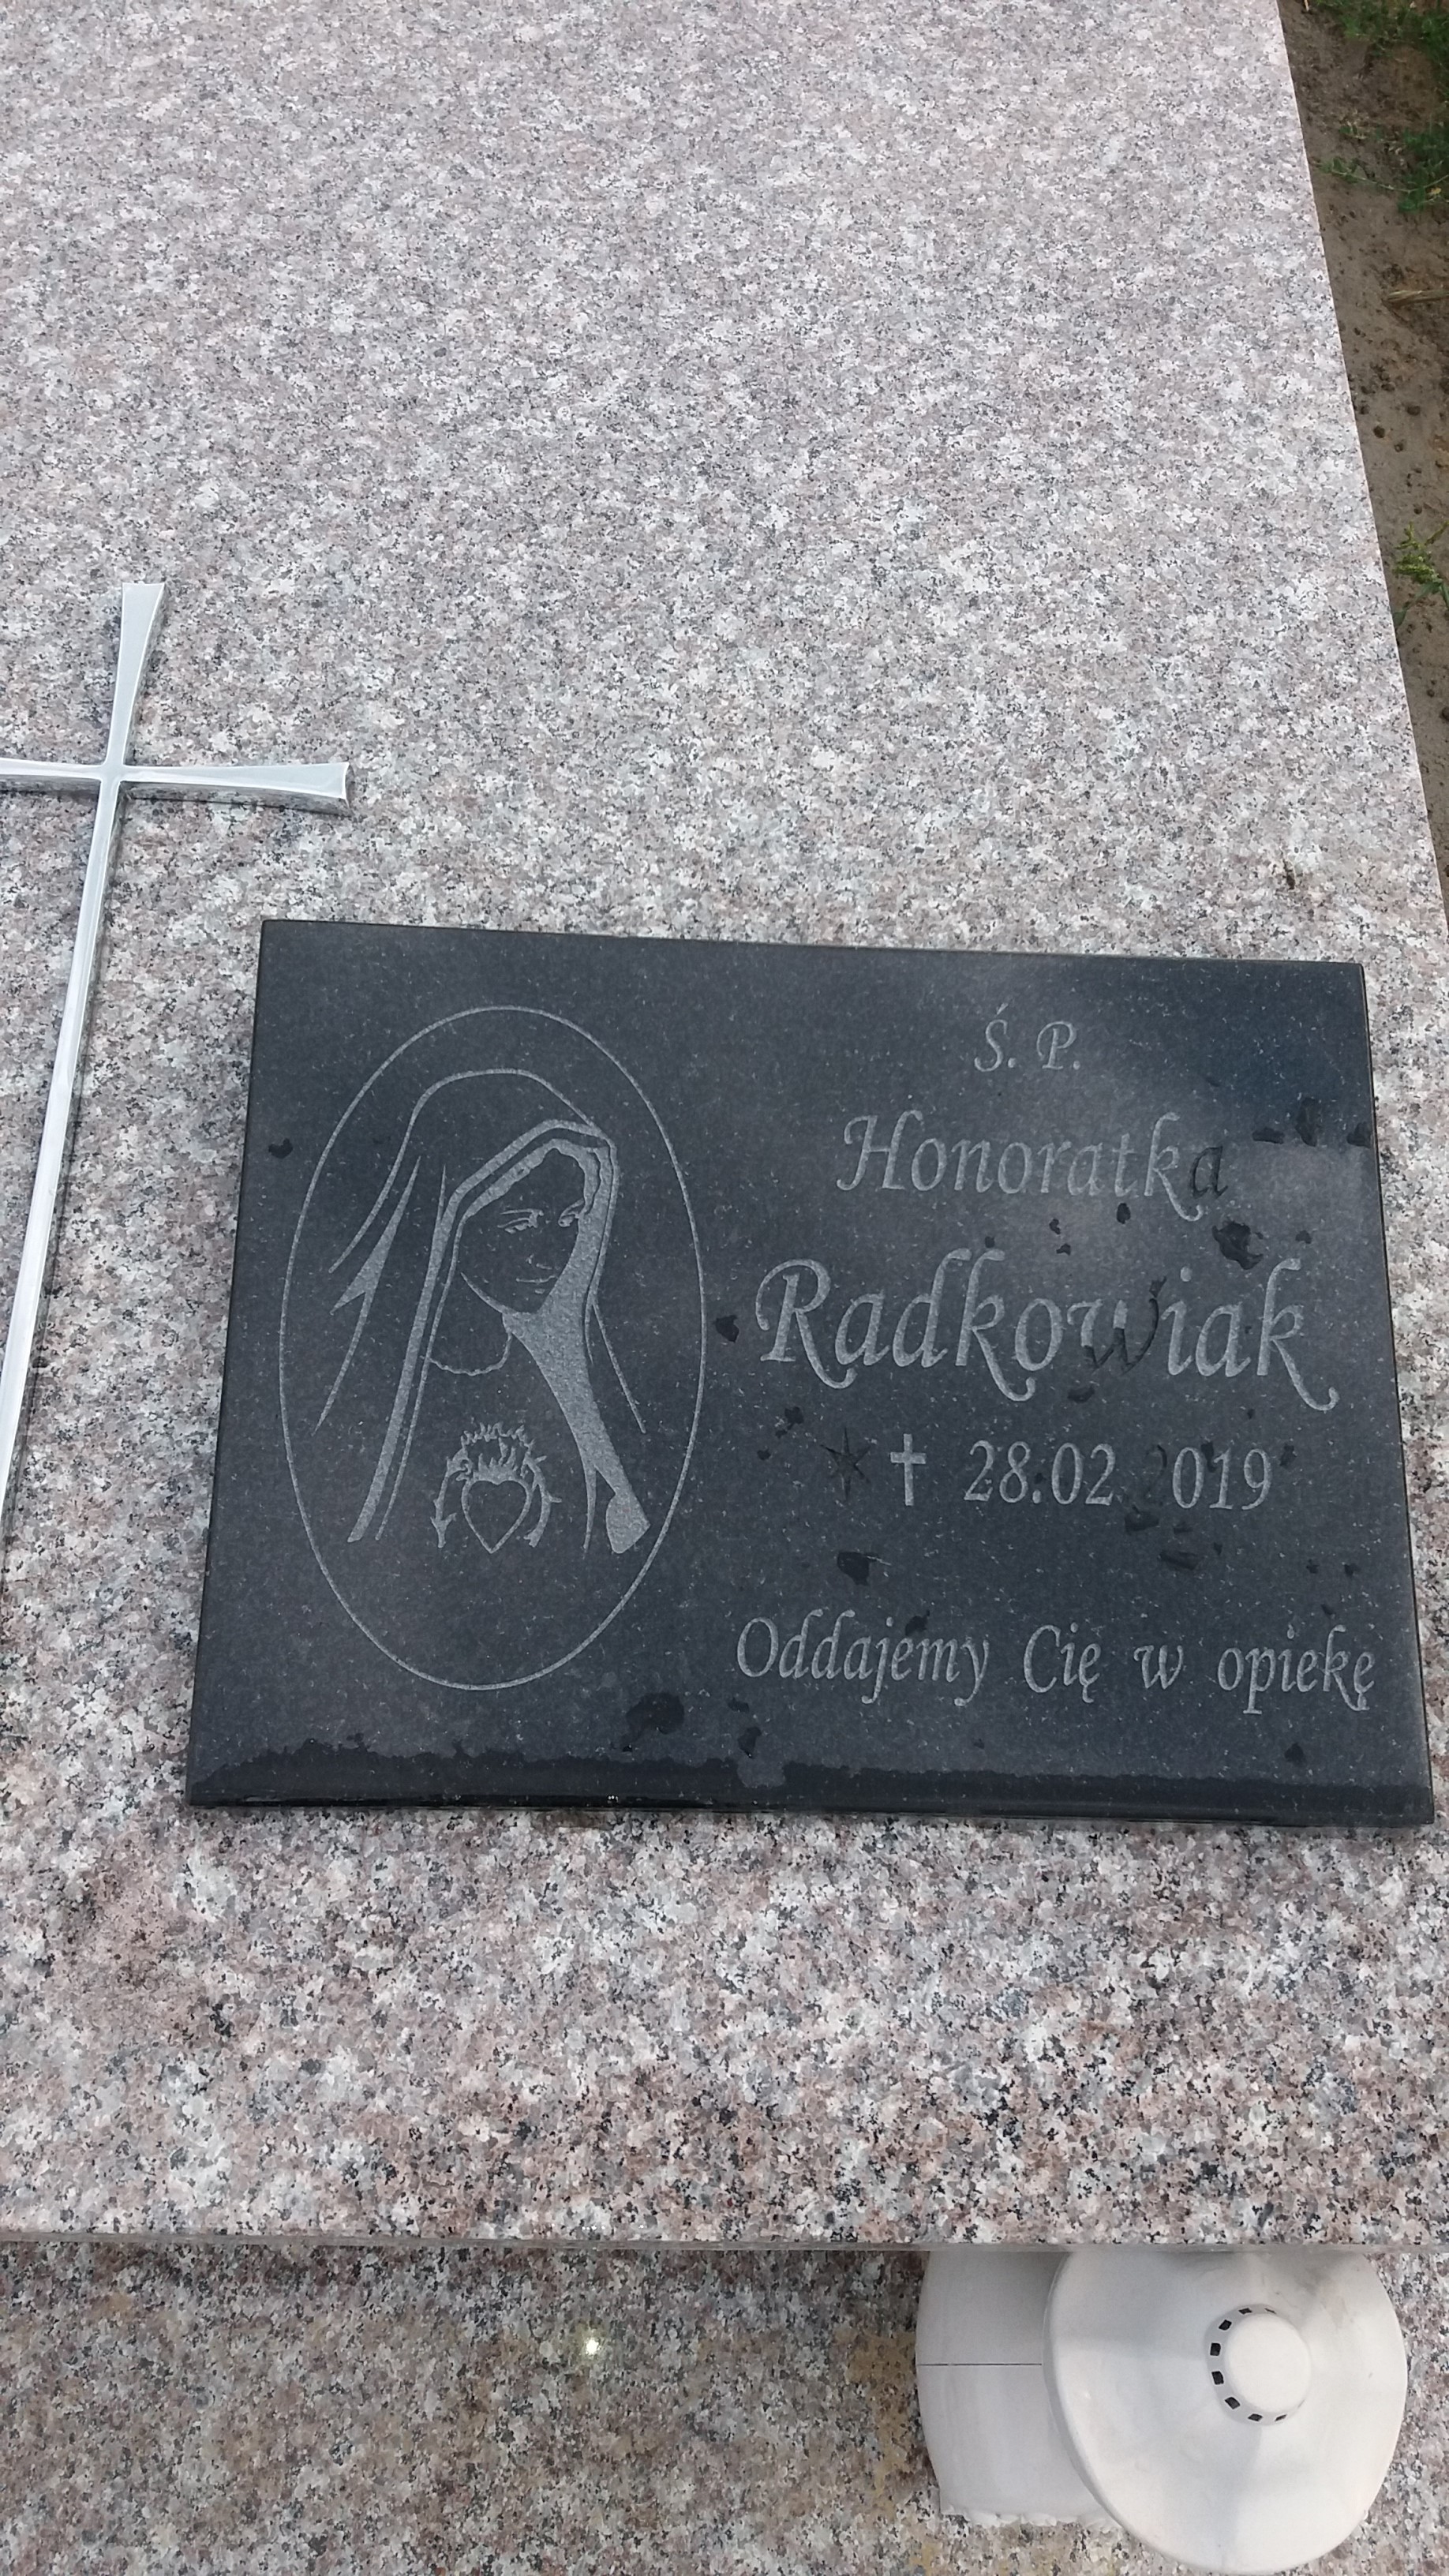 Ś. P.
Honoratka
Radkowiak
* † 28.02 2019
Oddajemy Cię w opiekę